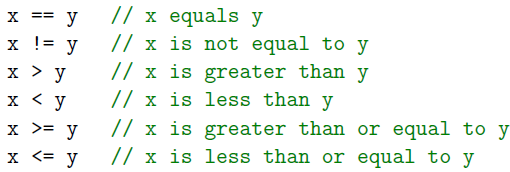 x == y // x equals y
x != y // x is not equal to y
x > y // x is greater than y
x < y // x is less than y
x >= y // x is greater than or equal to y
x <= y // x is less than or equal to y